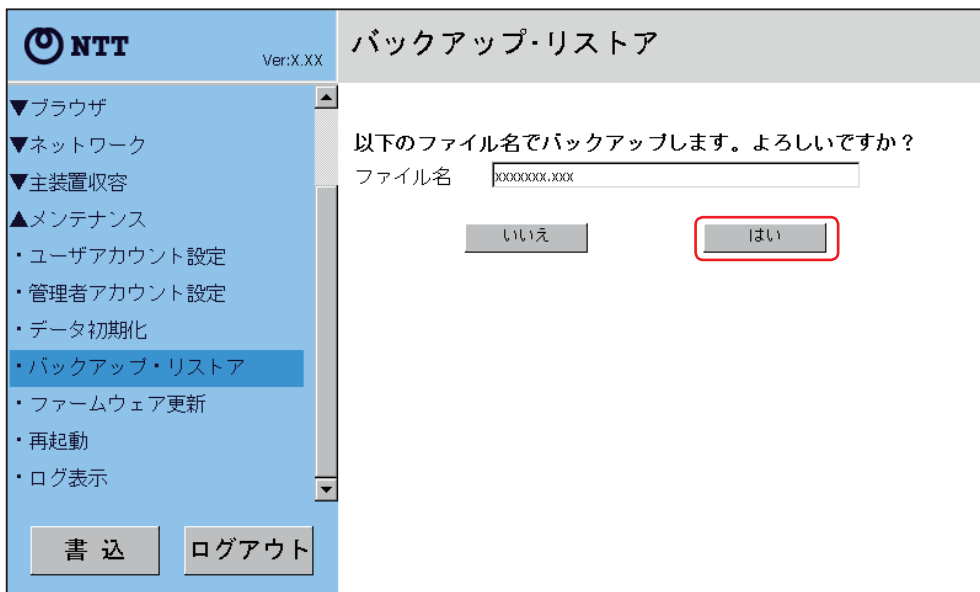 NTT
Ver:X.XX
バックアップ･リストア
▼ブラウザ
▼ネットワーク
▼主装置収容
▲メンテナンス
・ユーザアカウント設定
・管理者アカウント設定
・データ初期化
・バックアップ・リストア
・ファームウェア更新
・再起動
・ログ表示
書 込
ログアウト
以下のファイル名でバックアップします。よろしいですか？
ファイル名 xxxxxxx.xxx
いいえ
はい